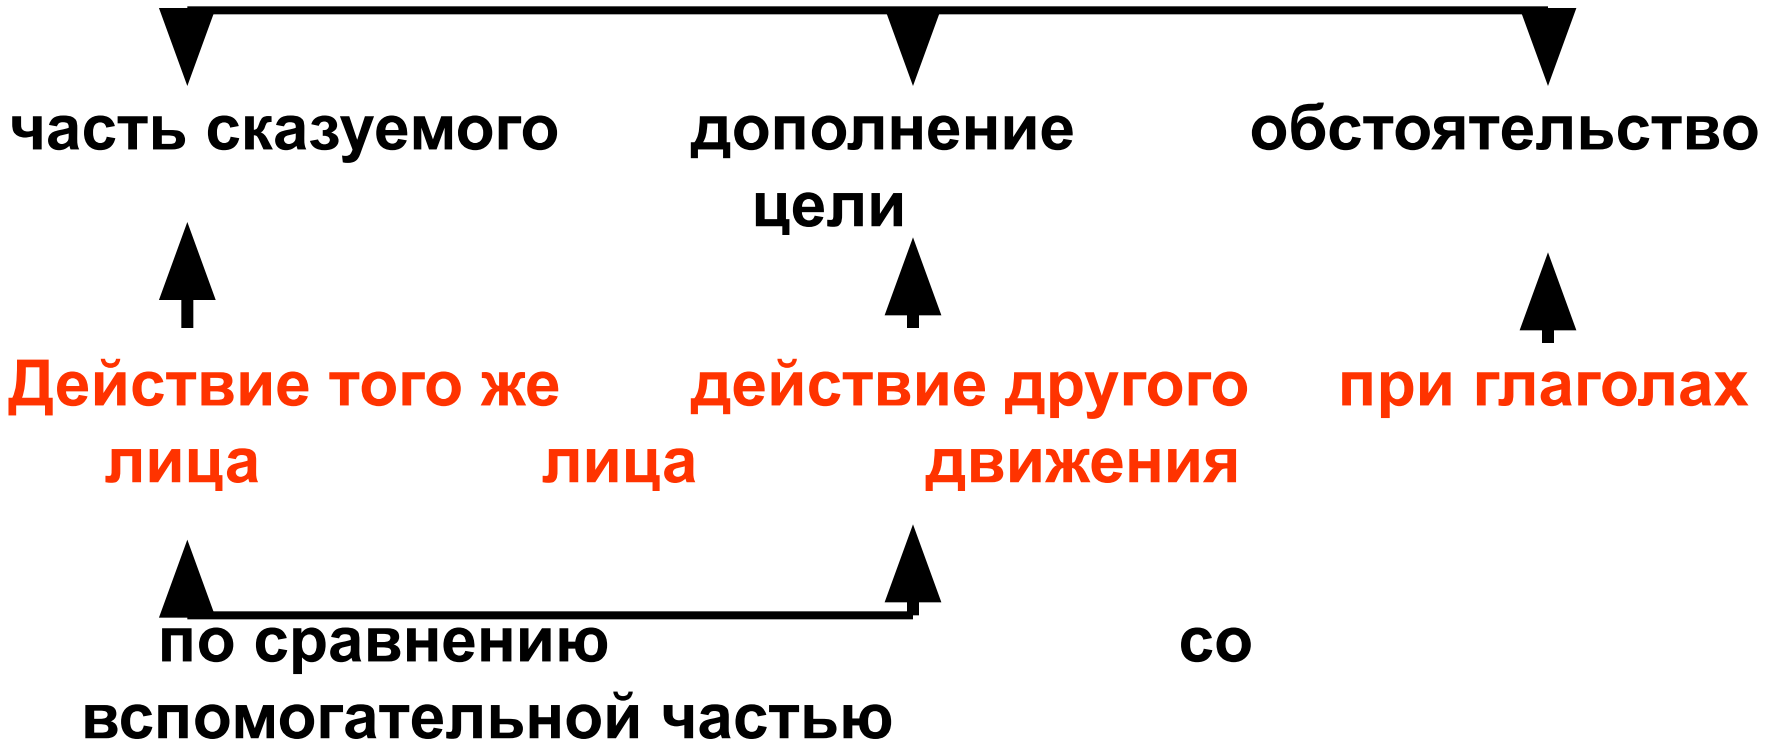 часть сказуемого дополнение обстоятельство
цели
Действие того же действие другого при глаголах
лица лица движения
по сравнению со
вспомогательной частью